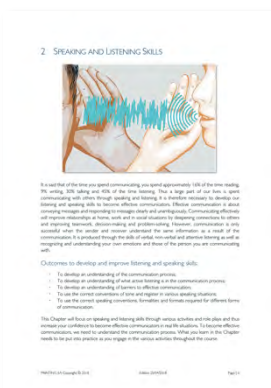 2 SPEAKING AND LISTENING SKILLS
It is said that of the time you spend communicating, you spend approximately 16% of the time reading,
9% writing, 30% talking and 45% of the time listening. Thus a large part of our lives is spent
communicating with others through speaking and listening. It is therefore necessary to develop our
listening and speaking skills to become effective communicators. Effective communication is about
conveying messages and responding to messages clearly and unambiguously. Communicating effectively
will improve relationships at home, work and in social situations by deepening connections to others
and improving teamwork, decision-making and problem-solving. However, communication is only
successful when the sender and receiver understand the same information as a result of the
communication. It is produced through the skills of verbal, non-verbal and attentive listening as well as
recognising and understanding your own emotions and those of the person you are communicating
with.
Outcomes to develop and improve listening and speaking skills:
· To develop an understanding of the communication process;
· To develop an understanding of what active listening is in the communication process;
· To develop an understanding of barriers to effective communication;
· To use the correct conventions of tone and register in various speaking situations;
· To use the correct speaking conventions, formalities and formats required for different forms
of communication.
This Chapter will focus on speaking and listening skills through various activities and role plays and thus
increase your confidence to become effective communicators in real life situations. To become effective
communicators, we need to understand the communication process. What you learn in the Chapter
needs to be put into practice as you engage in the various activities throughout the course.